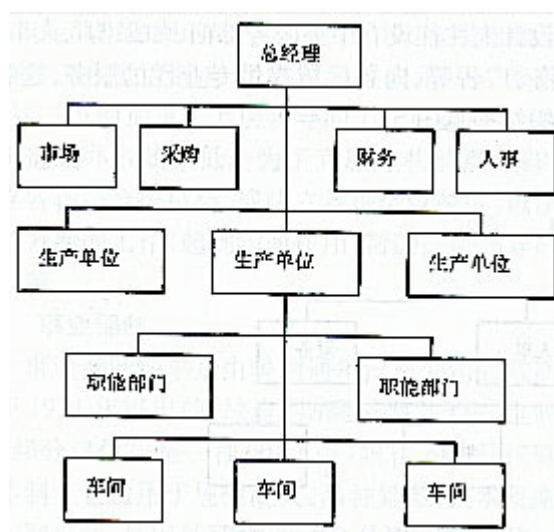 总经理
市场 采购 财务 人事
生产单位 生产单位 生产单位
职能部门 职能部门
车间 车间 车间